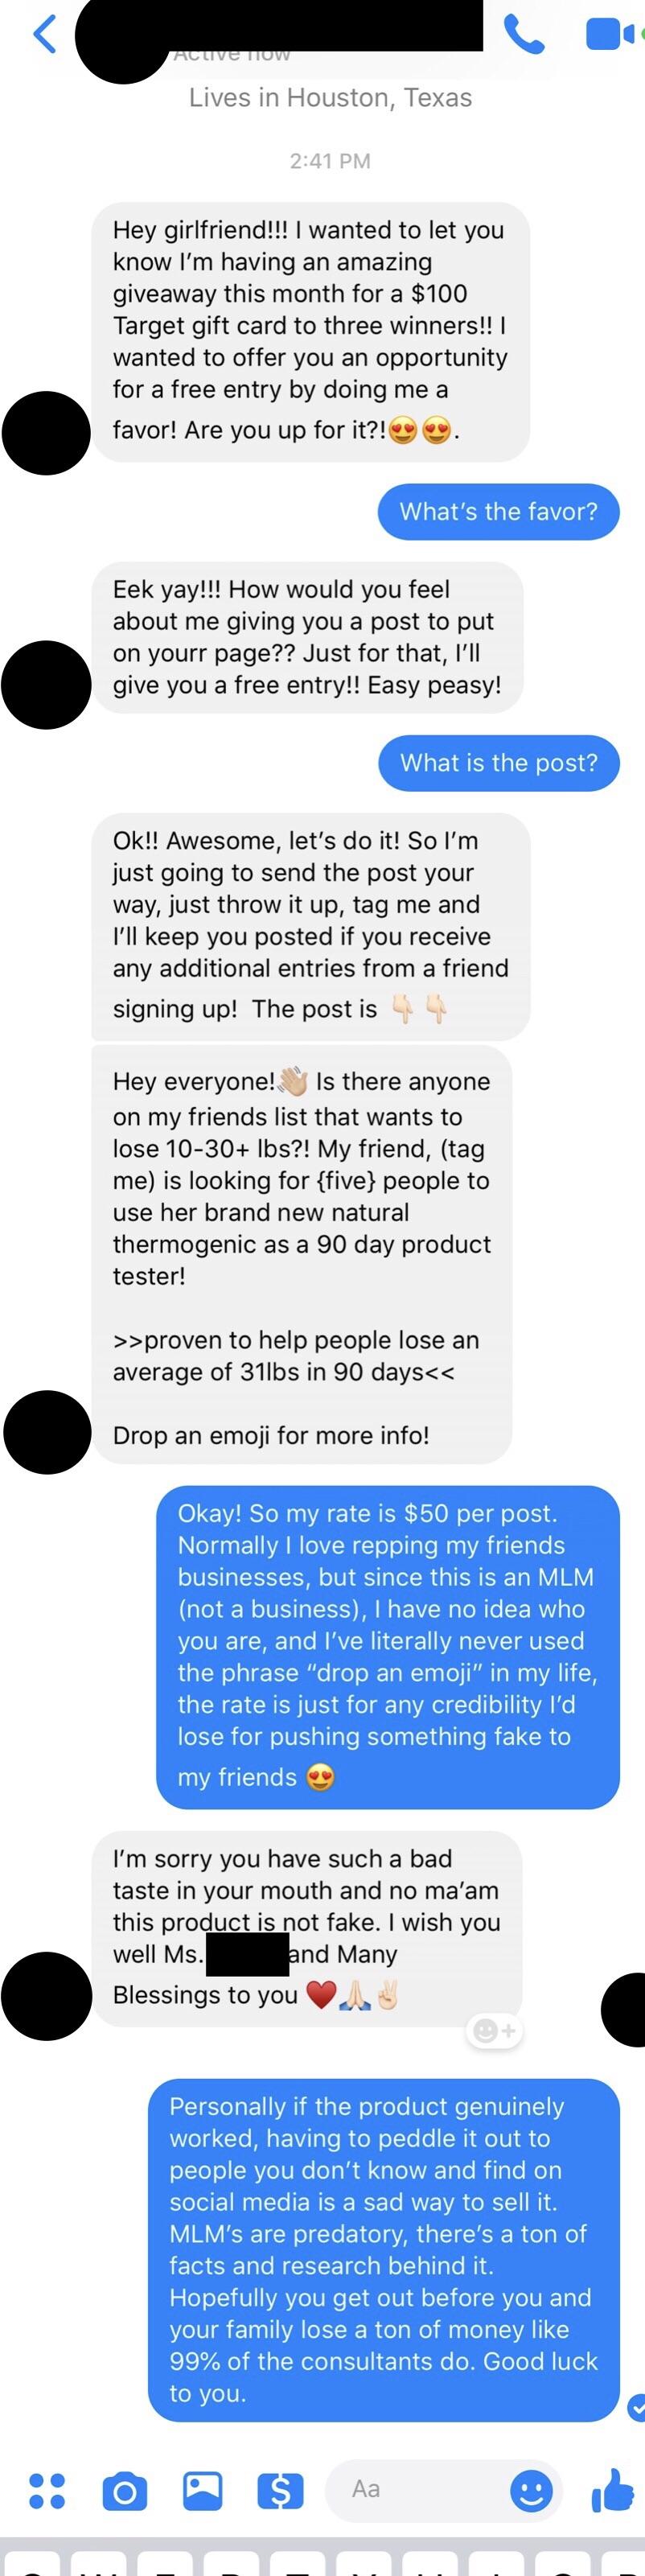 Active now
Lives in Houston, Texas
2:41 PM
Hey girlfriend!!! I wanted to let you
know I'm having an amazing
giveaway this month for a $100
Target gift card to three winners!! I
wanted to offer you an opportunity
for a free entry by doing me a
favor! Are you up for it?!😍😍.
What's the favor?
Eek yay!!! How would you feel
about me giving you a post to put
on yourr page?? Just for that, I'll
give you a free entry!! Easy peasy!
What is the post?
Ok!! Awesome, let's do it! So I'm
just going to send the post your
way, just throw it up, tag me and
I'll keep you posted if you receive
any additional entries from a friend
signing up!  The post is 👇🏻👇🏻
Hey everyone!👋🏼 Is there anyone
on my friends list that wants to
lose 10-30+ lbs?! My friend, (tag
me) is looking for {five} people to
use her brand new natural
thermogenic as a 90 day product
tester!
>>proven to help people lose an
average of 31lbs in 90 days<<
Drop an emoji for more info!
Okay! So my rate is $50 per post.
Normally I love repping my friends
businesses, but since this is an MLM
(not a business), I have no idea who
you are, and I've literally never used
the phrase "drop an emoji" in my life,
the rate is just for any credibility I'd
lose for pushing something fake to
my friends 😍
I'm sorry you have such a bad
taste in your mouth and no ma'am
this product is not fake. I wish you
well Ms. and Many
Blessings to you ♥️🙏🏻✌🏼
Personally if the product genuinely
worked, having to peddle it out to
people you don't know and find on
social media is a sad way to sell it.
MLM's are predatory, there's a ton of
facts and research behind it.
Hopefully you get out before you and
your family lose a ton of money like
99% of the consultants do. Good luck
to you.
Aa